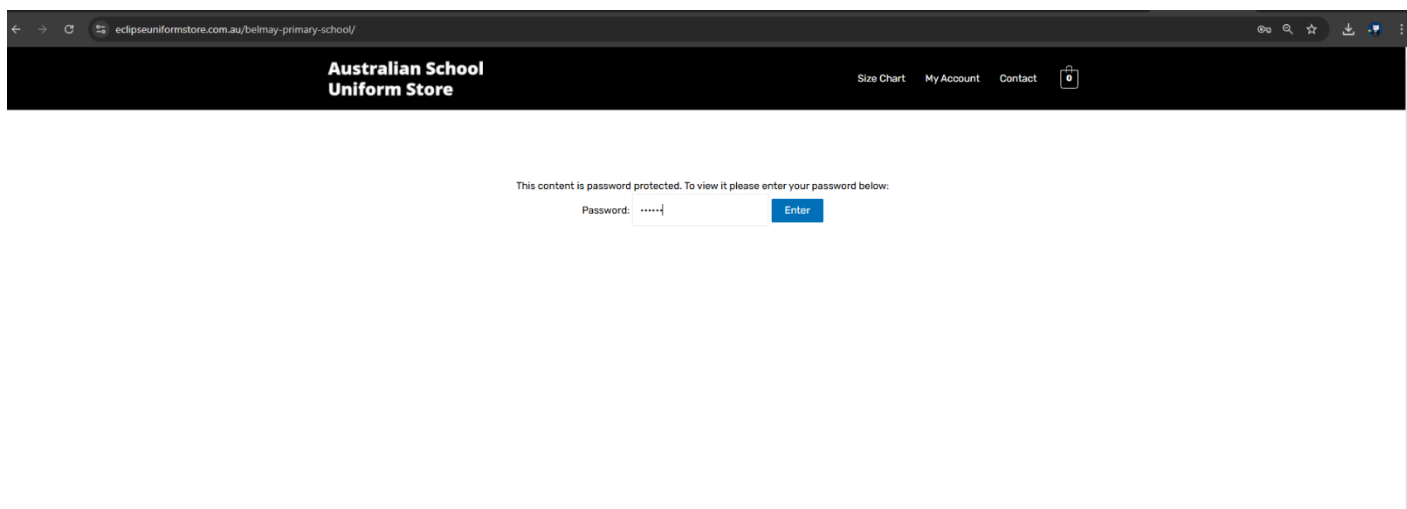 eclipseuniformstore.com.au/belmay-primary-school/
Australian School
Uniform Store
Size Chart My Account Contact 0
This content is password protected. To view it please enter your password below:
Password: •••••• Enter